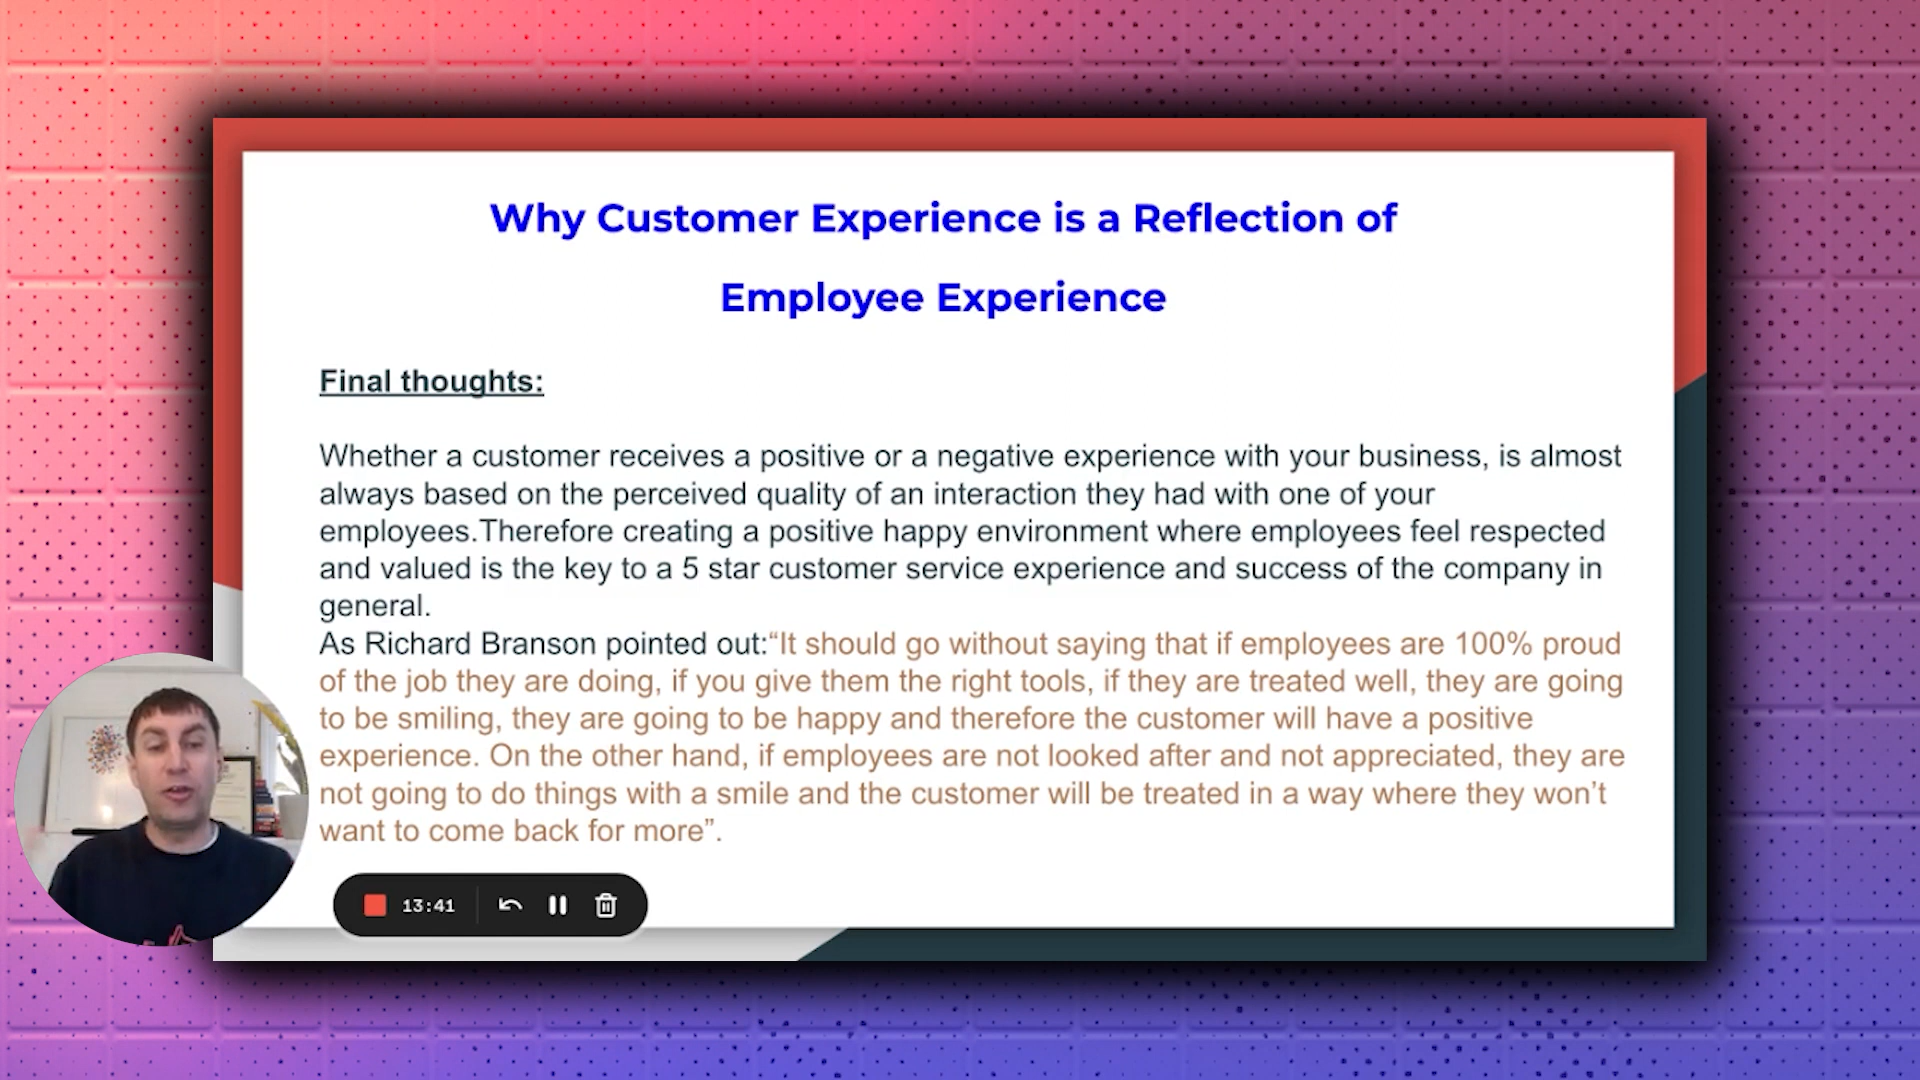 Why Customer Experience is a Reflection of
Employee Experience
Final thoughts:
Whether a customer receives a positive or a negative experience with your business, is almost
always based on the perceived quality of an interaction they had with one of your
employees.Therefore creating a positive happy environment where employees feel respected
and valued is the key to a 5 star customer service experience and success of the company in
general.
As Richard Branson pointed out:“It should go without saying that if employees are 100% proud
of the job they are doing, if you give them the right tools, if they are treated well, they are going
to be smiling, they are going to be happy and therefore the customer will have a positive
experience. On the other hand, if employees are not looked after and not appreciated, they are
not going to do things with a smile and the customer will be treated in a way where they won’t
want to come back for more”.
13:41